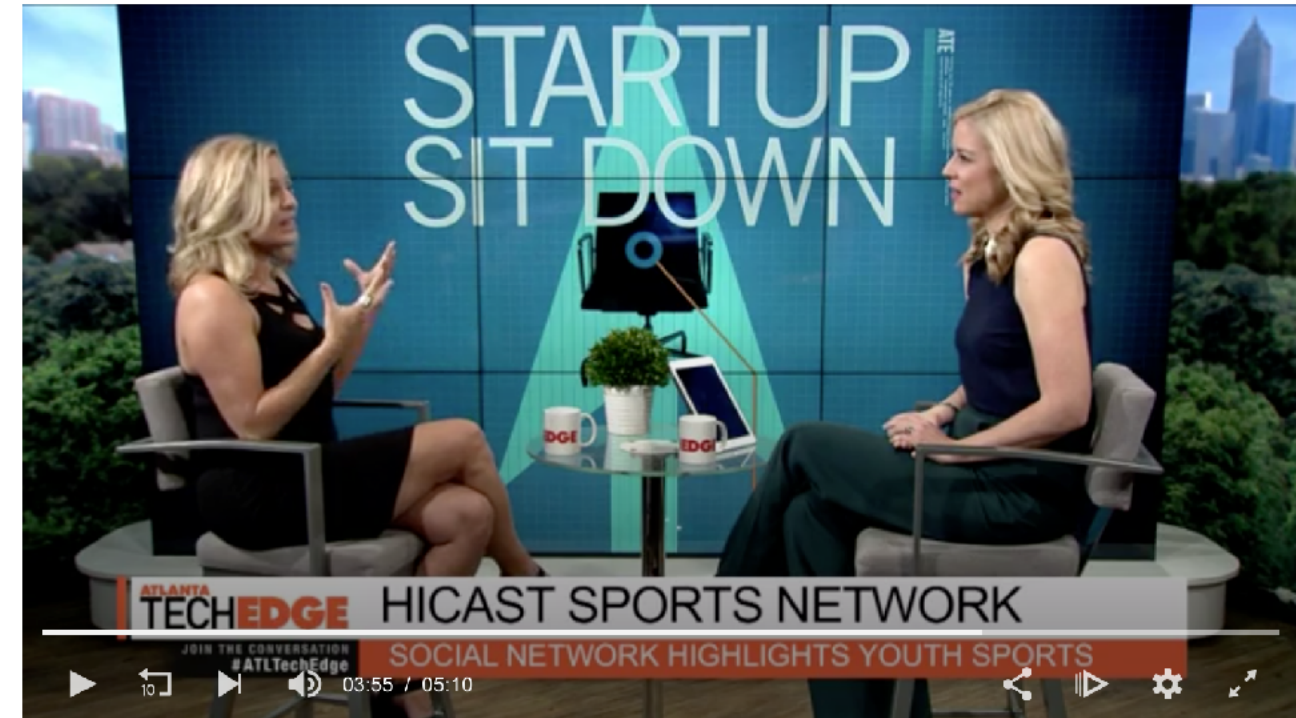 STARTUP
SIT DOWN
ATE
EDGE
EDGE
ATLANTA
TECHEDGE
HICAST SPORTS NETWORK
JOIN THE CONVERSATION
#ATLTechEdge
SOCIAL NETWORK HIGHLIGHTS YOUTH SPORTS
10
03:55 / 05:10